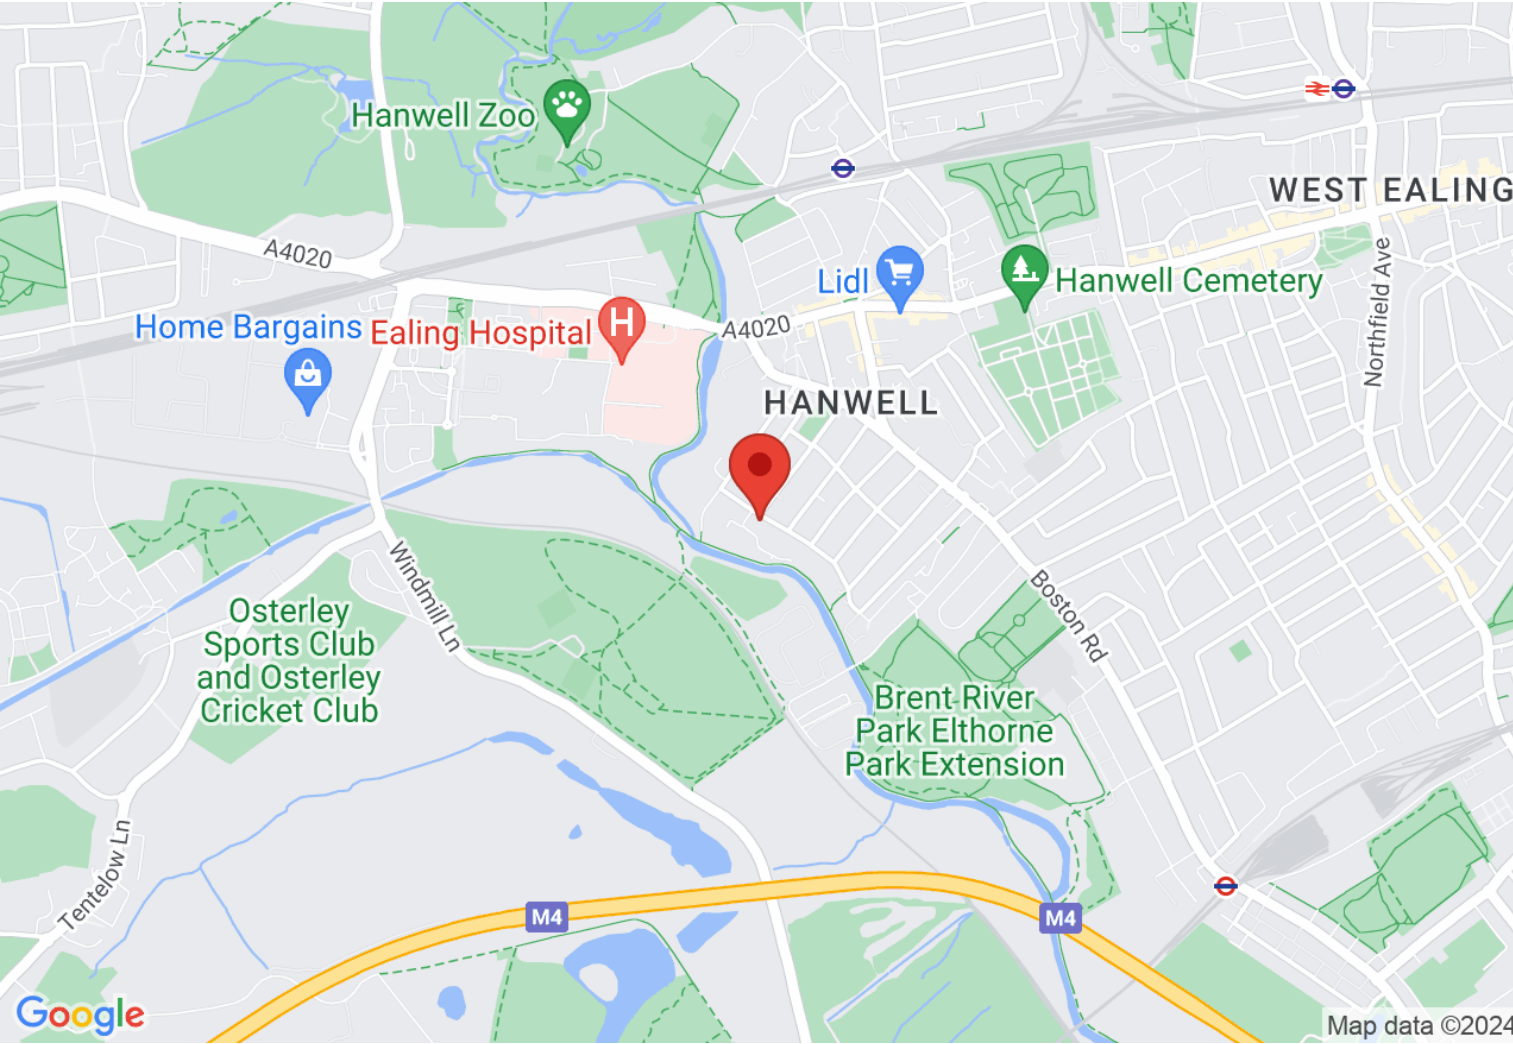 Hanwell Zoo
WEST EALING
A4020
Lidl
Hanwell Cemetery
Northfield Ave
Home Bargains
Ealing Hospital
H
A4020
HANWELL
Windmill Ln
Osterley
Sports Club
and Osterley
Cricket Club
Boston Rd
Brent River
Park Elthorne
Park Extension
Tentelow Ln
M4
M4
Google
Map data ©2024